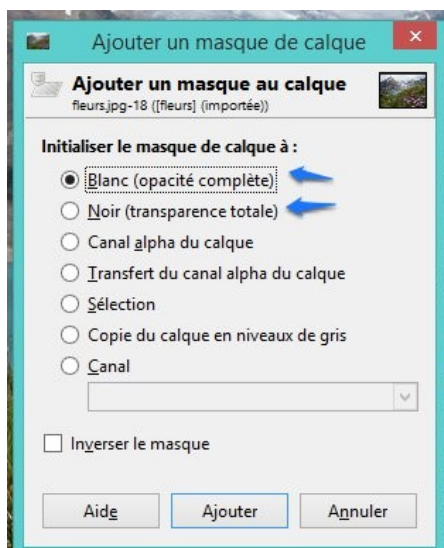 Ajouter un masque de calque
Ajouter un masque au calque
fleurs.jpg-18 ([fleurs] (importée))
Initialiser le masque de calque à :
Blanc (opacité complète)
Noir (transparence totale)
Canal alpha du calque
Transfert du canal alpha du calque
Sélection
Copie du calque en niveaux de gris
Canal
Inverser le masque
Aide Ajouter Annuler